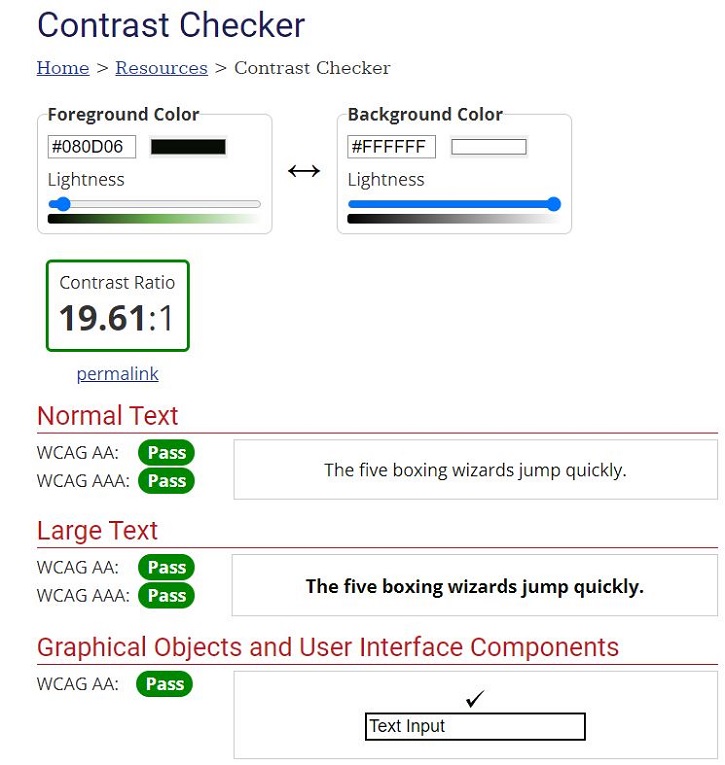 Contrast Checker
Home > Resources > Contrast Checker
Foreground Color
#080D06
Lightness
Background Color
#FFFFFF
Lightness
Contrast Ratio
19.61:1
permalink
Normal Text
WCAG AA: Pass
WCAG AAA: Pass
The five boxing wizards jump quickly.
Large Text
WCAG AA: Pass
WCAG AAA: Pass
The five boxing wizards jump quickly.
Graphical Objects and User Interface Components
WCAG AA: Pass
Text Input